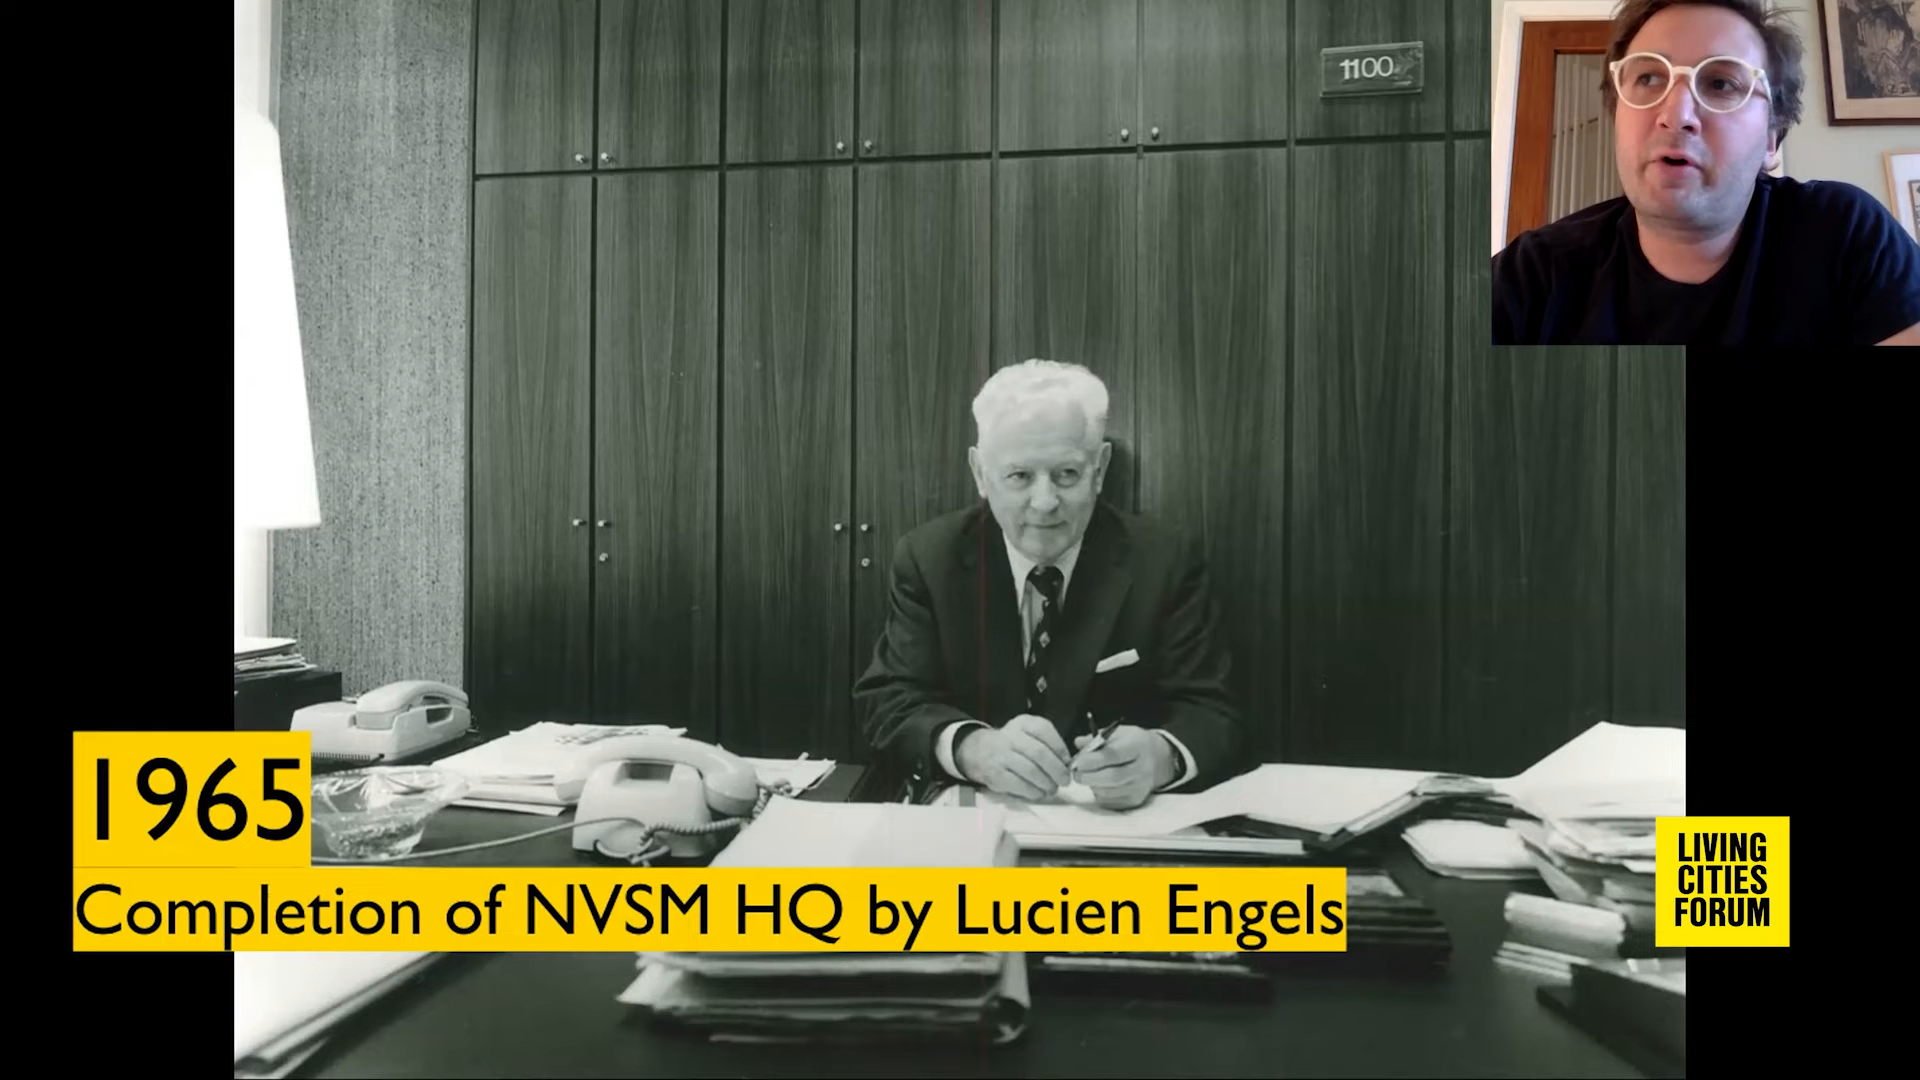 1100
1965
Completion of NVSM HQ by Lucien Engels
LIVING
CITIES
FORUM